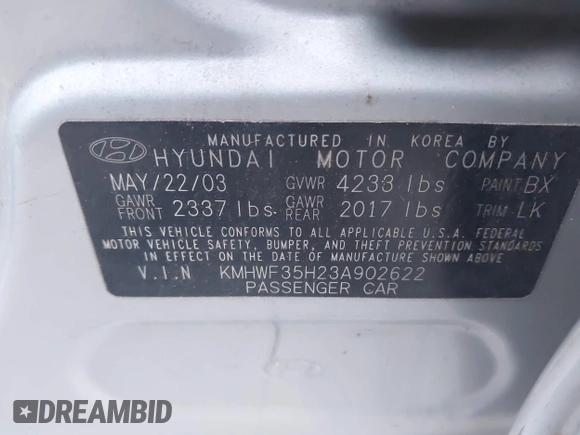 MANUFACTURED IN KOREA BY
HYUNDAI MOTOR COMPANY
MAY/22/03 GVWR 4233 lbs PAINT BX
GAWR FRONT 2337 lbs. GAWR REAR 2017 lbs TRIM LK
THIS VEHICLE CONFORMS TO ALL APPLICABLE U.S.A. FEDERAL
MOTOR VEHICLE SAFETY, BUMPER, AND THEFT PREVENTION STANDARDS
IN EFFECT ON THE DATE OF MANUFACTURE SHOWN ABOVE
V.I.N KMHWF35H23A902622
PASSENGER CAR
DREAMBID